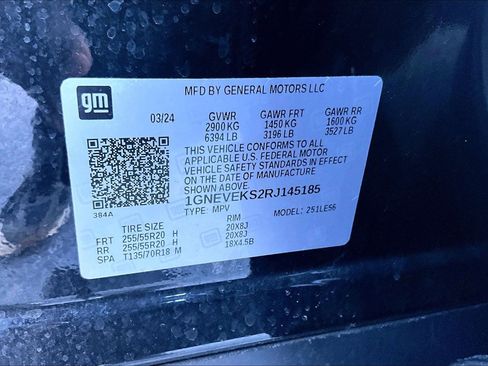 gm
MFD BY GENERAL MOTORS LLC
03/24 GVWR GAWR FRT GAWR RR
2900 KG 1450 KG 1600 KG
6394 LB 3196 LB 3527 LB
THIS VEHICLE CONFORMS TO ALL
APPLICABLE U.S. FEDERAL MOTOR
VEHICLE SAFETY STANDARDS IN EFFECT
ON THE DATE OF MANUFACTURE
SHOWN ABOVE.
384A
1GNEVEKS2RJ145185
TYPE: MPV MODEL: 251LE56
TIRE SIZE RIM
FRT 255/55R20 H 20X8J
RR 255/55R20 H 20X8J
SPA T135/70R18 M 18X4.5B